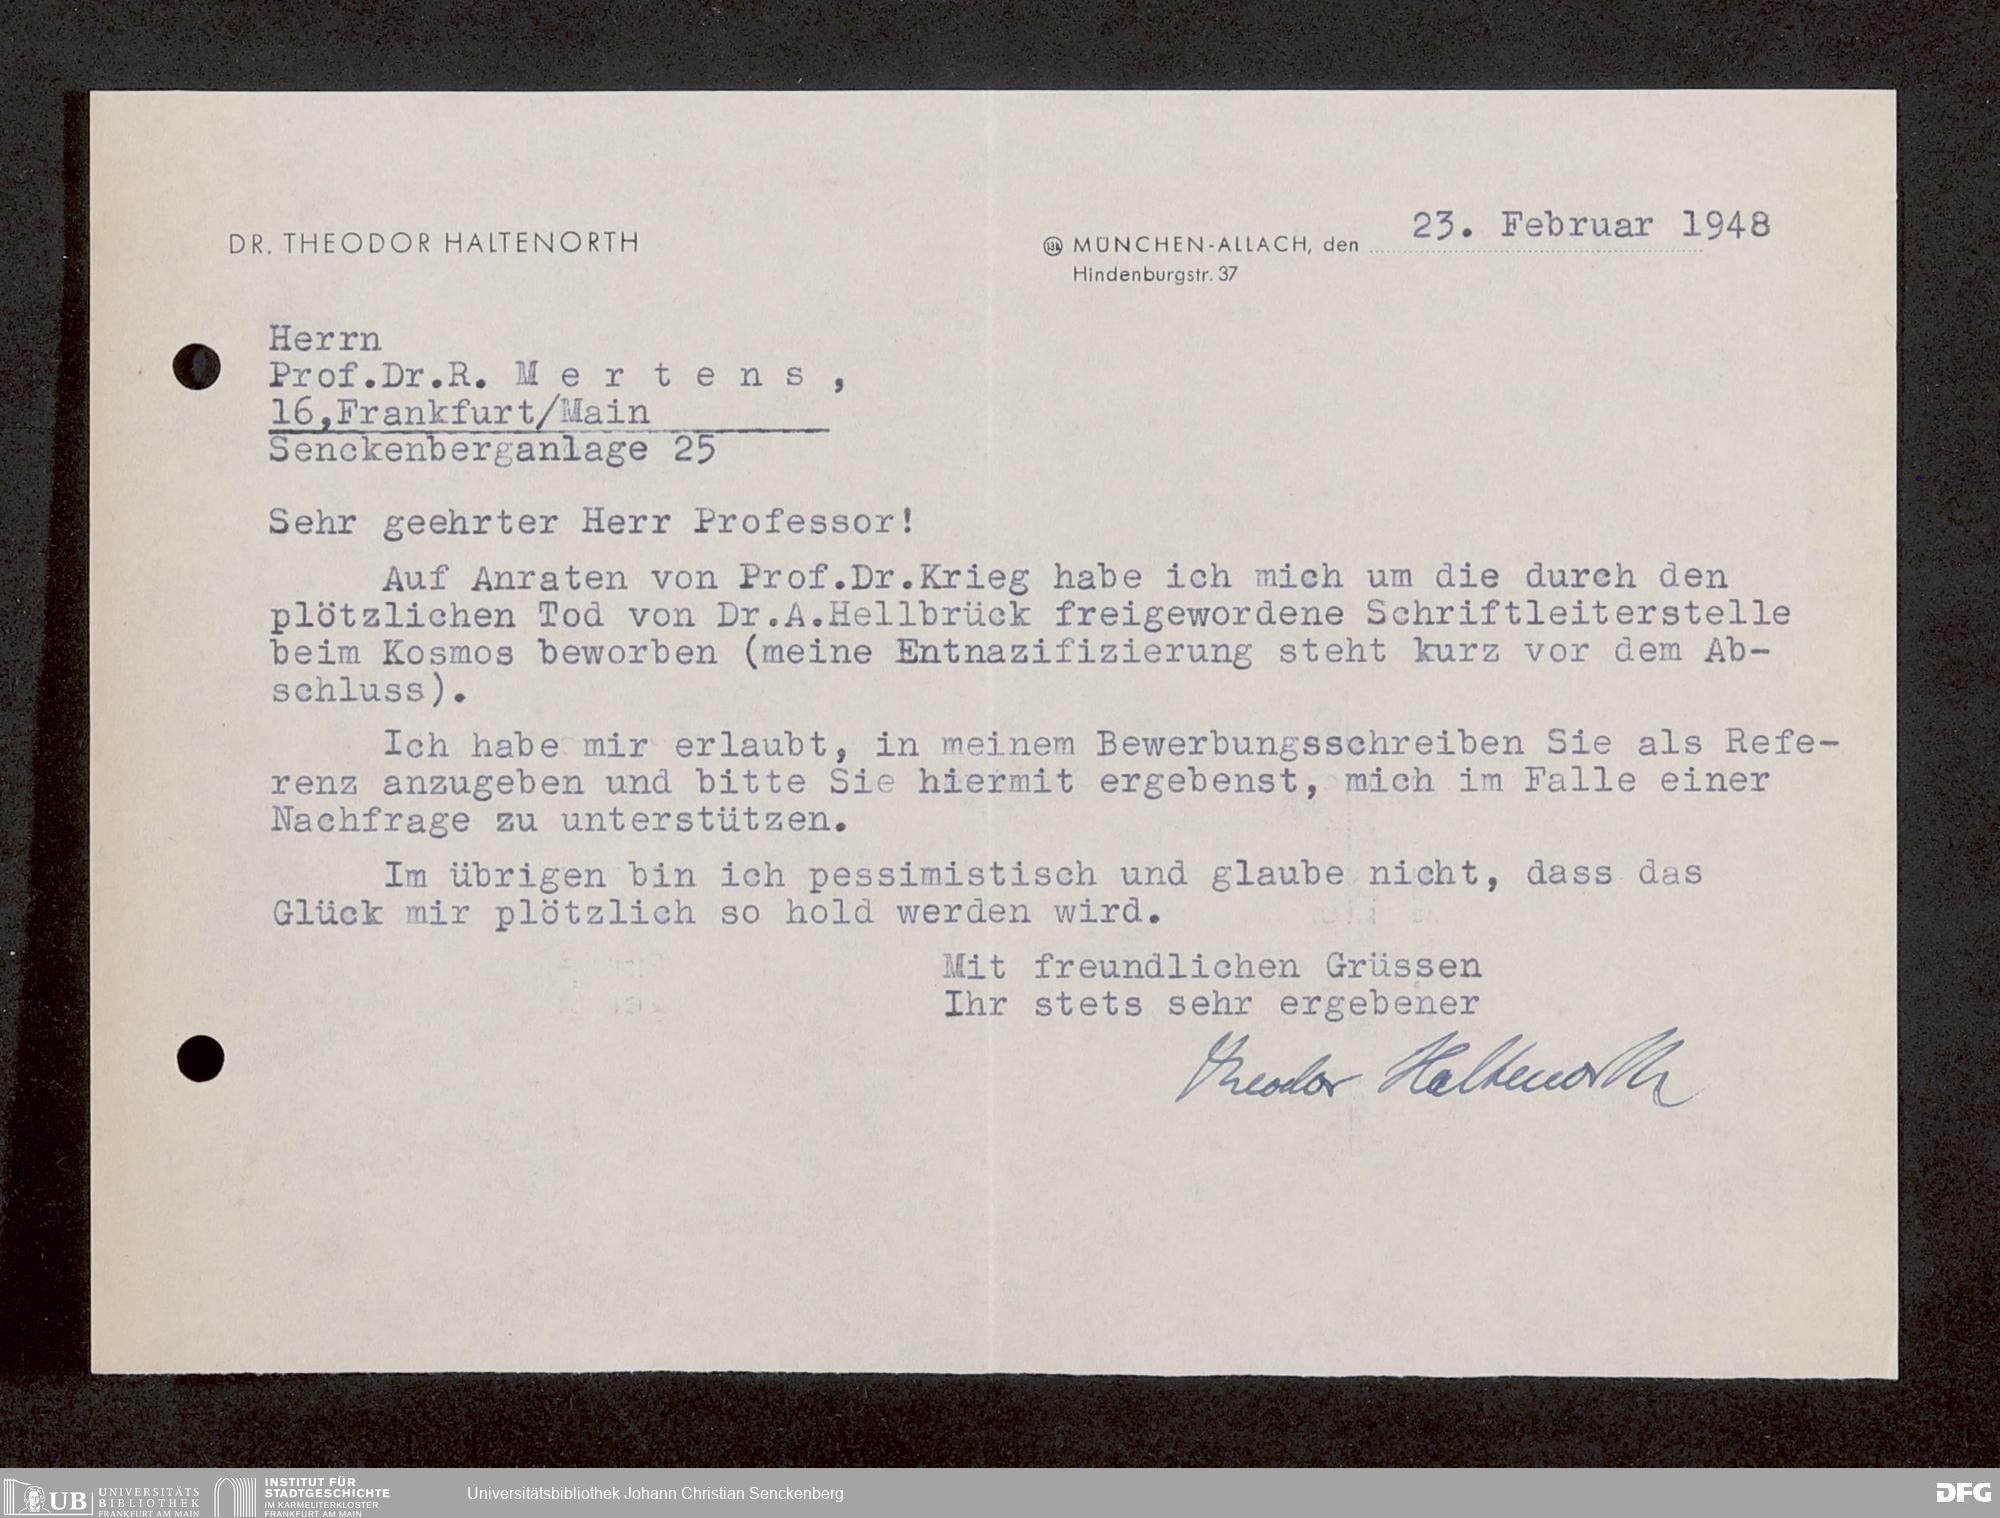 DR. THEODOR HALTENORTH
23. Februar 1948
13b MÜNCHEN-ALLACH, den
Hindenburgstr. 37
Herrn
Prof.Dr.R. M e r t e n s ,
16,Frankfurt/Main
Senckenberganlage 25
Sehr geehrter Herr Professor!
Auf Anraten von Prof.Dr.Krieg habe ich mich um die durch den
plötzlichen Tod von Dr.A.Hellbrück freigewordene Schriftleiterstelle
beim Kosmos beworben (meine Entnazifizierung steht kurz vor dem Ab-
schluss).
Ich habe mir erlaubt, in meinem Bewerbungsschreiben Sie als Refe-
renz anzugeben und bitte Sie hiermit ergebenst, mich im Falle einer
Nachfrage zu unterstützen.
Im übrigen bin ich pessimistisch und glaube nicht, dass das
Glück mir plötzlich so hold werden wird.
Mit freundlichen Grüssen
Ihr stets sehr ergebener
Theodor Haltenorth
UB UNIVERSITÄTS
BIBLIOTHEK
FRANKFURT AM MAIN
INSTITUT FÜR
STADTGESCHICHTE
IM KARMELITERKLOSTER
FRANKFURT AM MAIN
Universitätsbibliothek Johann Christian Senckenberg
DFG